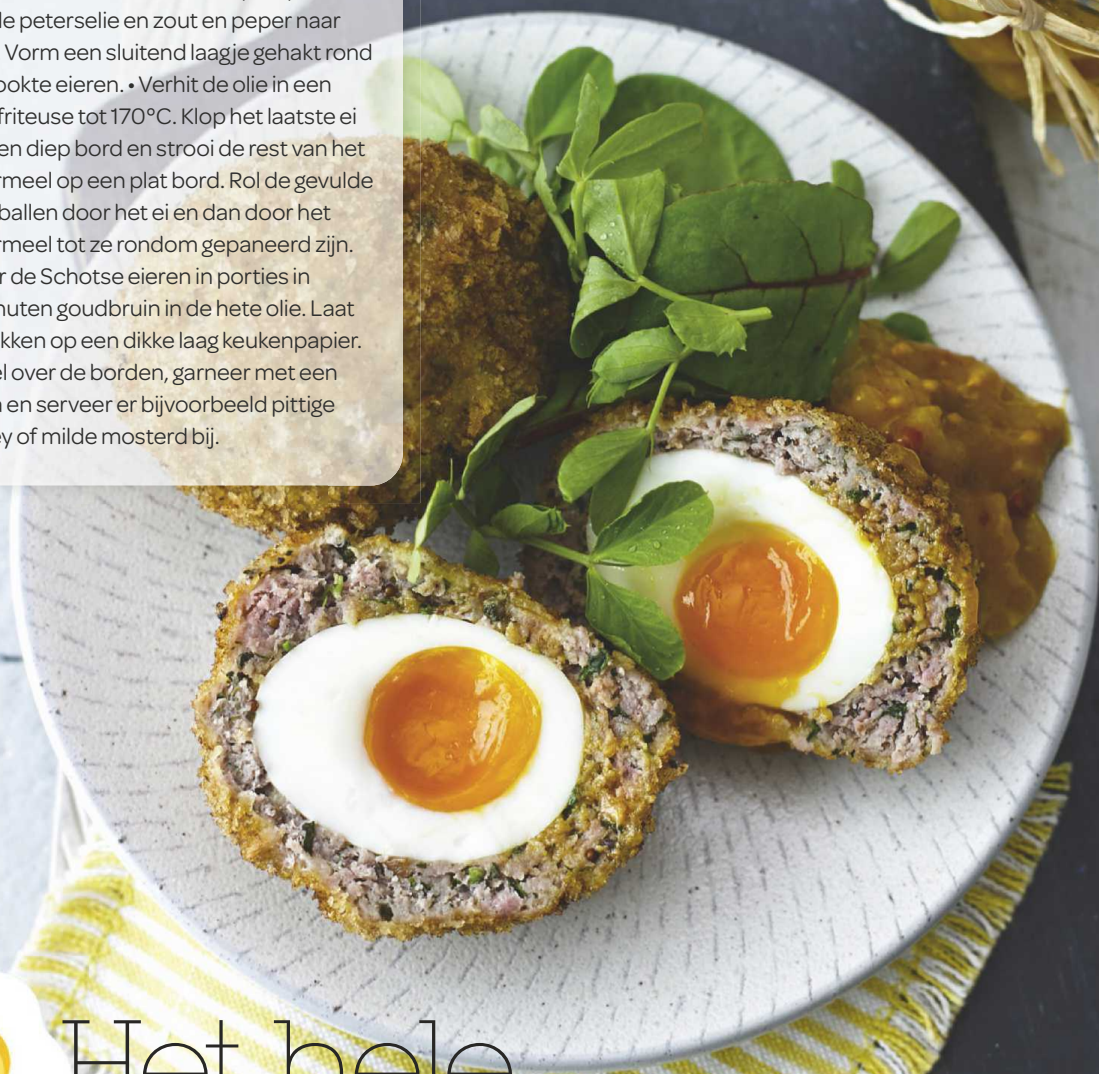 de peterselie en zout en peper naar
Vorm een sluitend laagje gehakt rond
ookte eieren. • Verhit de olie in een
friteuse tot 170°C. Klop het laatste ei
en diep bord en strooi de rest van het
rmeel op een plat bord. Rol de gevulde
ballen door het ei en dan door het
rmeel tot ze rondom gepaneerd zijn.
r de Schotse eieren in porties in
nuten goudbruin in de hete olie. Laat
kken op een dikke laag keukenpapier.
el over de borden, garneer met een
en serveer er bijvoorbeeld pittige
ey of milde mosterd bij.
Het hele